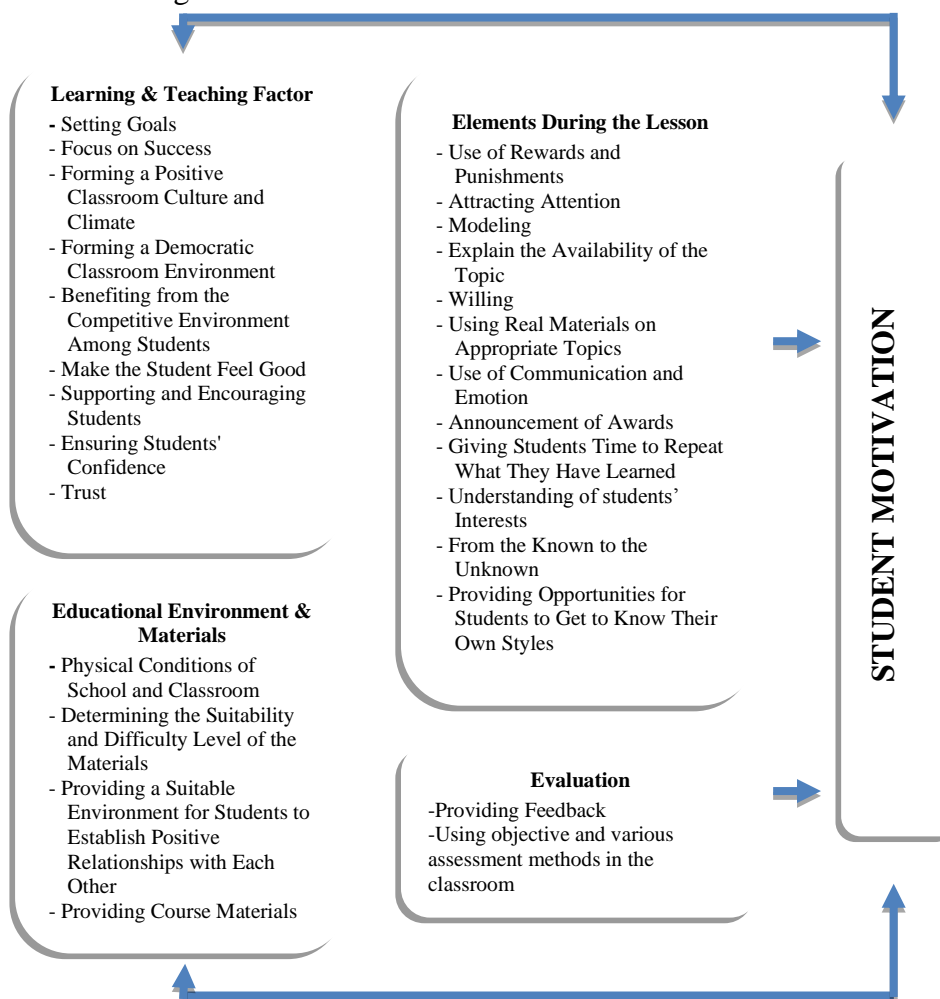 Learning & Teaching Factor
- Setting Goals
- Focus on Success
- Forming a Positive
Classroom Culture and
Climate
- Forming a Democratic
Classroom Environment
- Benefiting from the
Competitive Environment
Among Students
- Make the Student Feel Good
- Supporting and Encouraging
Students
- Ensuring Students'
Confidence
- Trust
Educational Environment &
Materials
- Physical Conditions of
School and Classroom
- Determining the Suitability
and Difficulty Level of the
Materials
- Providing a Suitable
Environment for Students to
Establish Positive
Relationships with Each
Other
- Providing Course Materials
Elements During the Lesson
- Use of Rewards and
Punishments
- Attracting Attention
- Modeling
- Explain the Availability of the
Topic
- Willing
- Using Real Materials on
Appropriate Topics
- Use of Communication and
Emotion
- Announcement of Awards
- Giving Students Time to Repeat
What They Have Learned
- Understanding of students’
Interests
- From the Known to the
Unknown
- Providing Opportunities for
Students to Get to Know Their
Own Styles
Evaluation
-Providing Feedback
-Using objective and various
assessment methods in the
classroom
STUDENT MOTIVATION